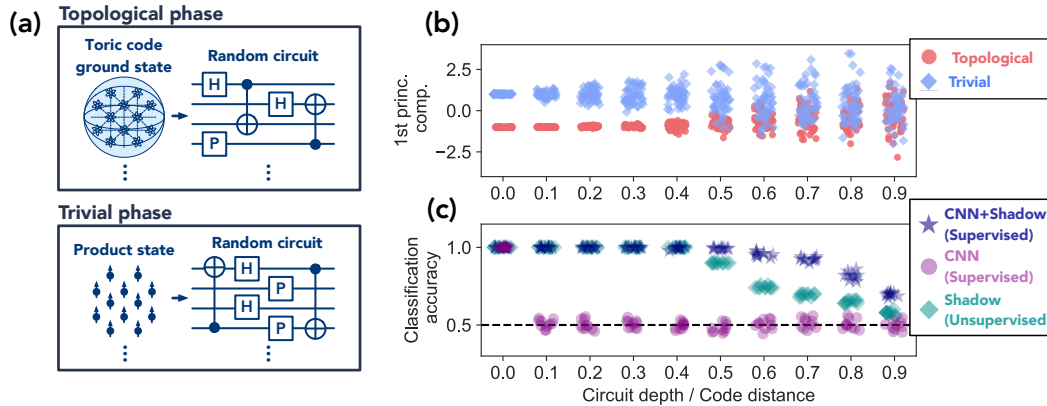 (a)
Topological phase
Toric code
ground state
Random circuit
H
H
P
⋮
⋮
Trivial phase
Product state
Random circuit
H
P
H
P
⋮
⋮
(b)
1st princ.
comp.
2.5
0.0
−2.5
0.0 0.1 0.2 0.3 0.4 0.5 0.6 0.7 0.8 0.9
Topological
Trivial
(c)
Classification
accuracy
1.0
0.5
0.0 0.1 0.2 0.3 0.4 0.5 0.6 0.7 0.8 0.9
Circuit depth / Code distance
CNN+Shadow
(Supervised)
CNN
(Supervised)
Shadow
(Unsupervised)